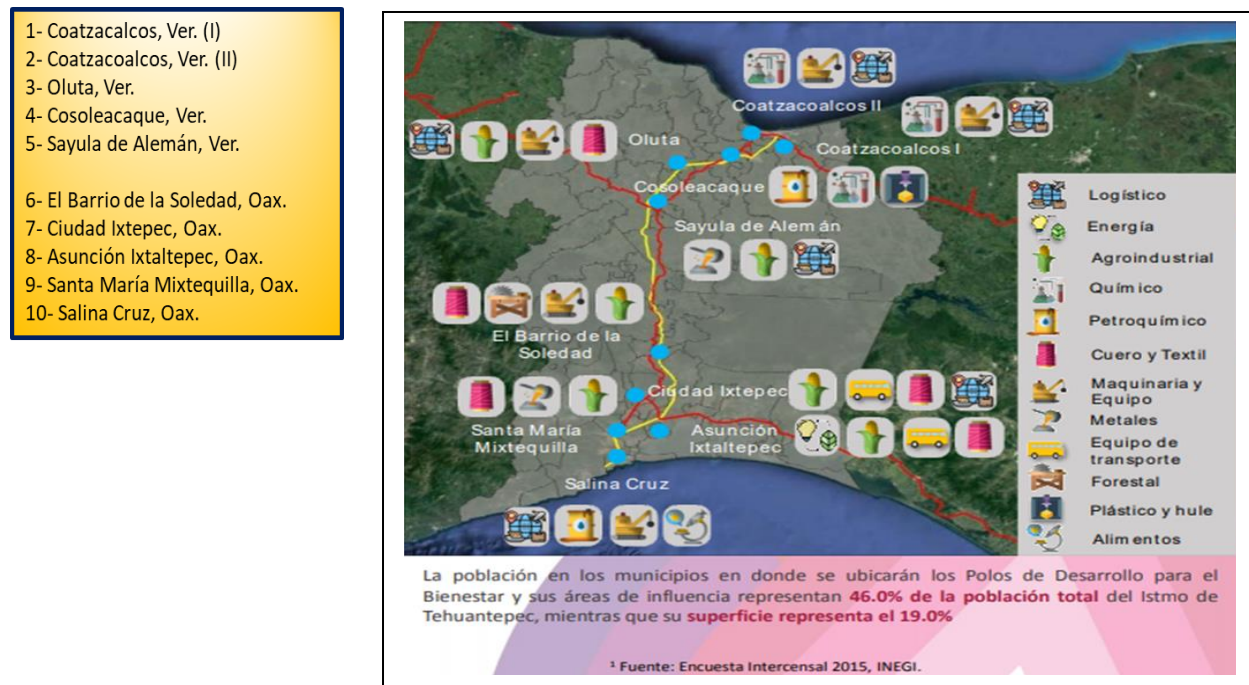 1- Coatzacalcos, Ver. (I)
2- Coatzacoalcos, Ver. (II)
3- Oluta, Ver.
4- Cosoleacaque, Ver.
5- Sayula de Alemán, Ver.
6- El Barrio de la Soledad, Oax.
7- Ciudad Ixtepec, Oax.
8- Asunción Ixtaltepec, Oax.
9- Santa María Mixtequilla, Oax.
10- Salina Cruz, Oax.
Coatzacoalcos II
Oluta
Coatzacoalcos I
Cosoleacaque
Sayula de Alemán
El Barrio de la
Soledad
Ciudad Ixtepec
Santa María
Mixtequilla
Asunción
Ixtaltepec
Salina Cruz
Logístico
Energía
Agroindustrial
Químico
Petroquímico
Cuero y Textil
Maquinaria y
Equipo
Metales
Equipo de
transporte
Forestal
Plástico y hule
Alimentos
La población en los municipios en donde se ubicarán los Polos de Desarrollo para el
Bienestar y sus áreas de influencia representan 46.0% de la población total del Istmo de
Tehuantepec, mientras que su superficie representa el 19.0%
¹ Fuente: Encuesta Intercensal 2015, INEGI.